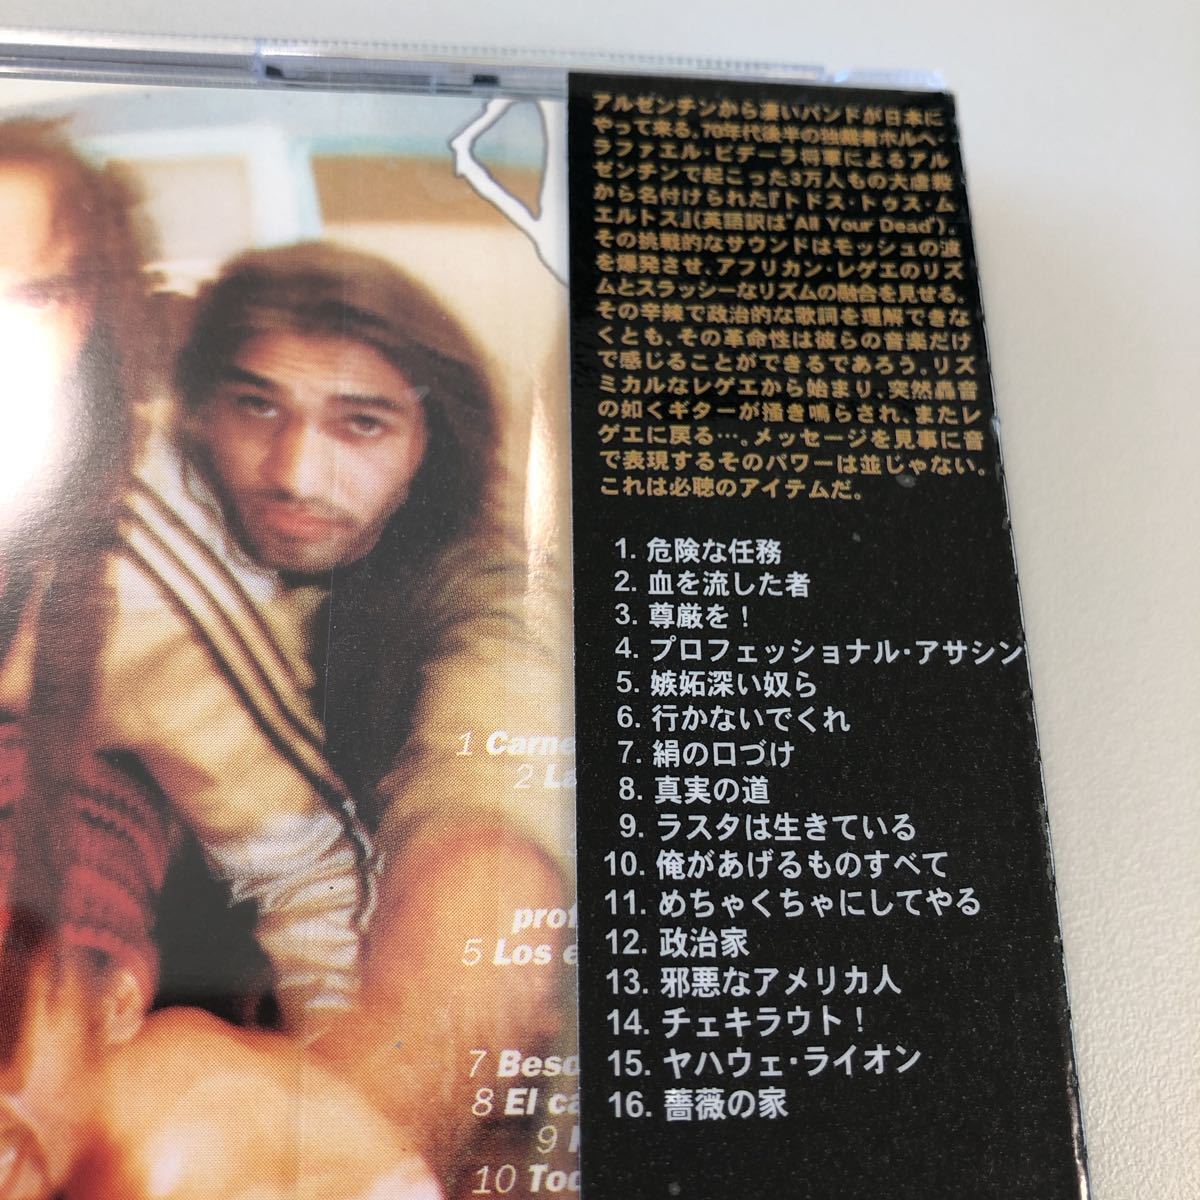 アルゼンチンから凄いバンドが日本に
やって来る。70年代後半の独裁者ホルヘ・
ラファエル・ビデーラ将軍によるアル
ゼンチンで起こった3万人もの大虐殺
から名付けられた『トドス・トゥス・ム
エルトス』(英語訳は"All Your Dead")。
その挑戦的なサウンドはモッシュの波
を爆発させ、アフリカン・レゲエのリズ
ムとスラッシーなリズムの融合を見せる。
その辛辣で政治的な歌詞を理解できな
くとも、その革命性は彼らの音楽だけ
で感じることができるであろう。リズ
ミカルなレゲエから始まり、突然轟音
の如くギターが掻き鳴らされ、またレ
ゲエに戻る…。メッセージを見事に音
で表現するそのパワーは並じゃない。
これは必聴のアイテムだ。
1. 危険な任務
2. 血を流した者
3. 尊厳を！
4. プロフェッショナル・アサシン
5. 嫉妬深い奴ら
6. 行かないでくれ
7. 絹の口づけ
8. 真実の道
9. ラスタは生きている
10. 俺があげるものすべて
11. めちゃくちゃにしてやる
12. 政治家
13. 邪悪なアメリカ人
14. チェキラウト！
15. ヤハウェ・ライオン
16. 薔薇の家
1 Carne
2 La
prof
5 Los e
7 Beso
8 El ca
9
10 Tod